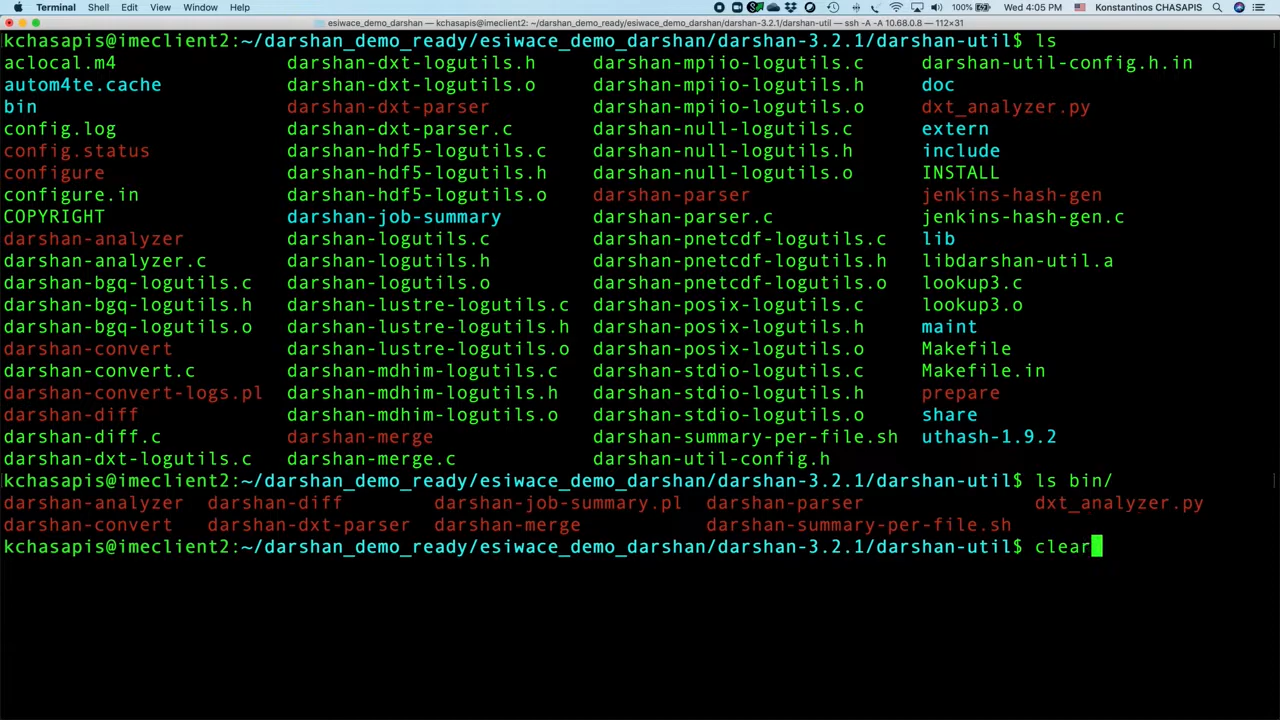 Terminal Shell Edit View Window Help 100% Wed 4:05 PM Konstantinos CHASAPIS
esiwace_demo_darshan — kchasapis@imeclient2: ~/darshan_demo_ready/esiwace_demo_darshan/darshan-3.2.1/darshan-util — ssh -A -A 10.68.0.8 — 112×31
kchasapis@imeclient2:~/darshan_demo_ready/esiwace_demo_darshan/darshan-3.2.1/darshan-util$ ls
aclocal.m4 darshan-dxt-logutils.h darshan-mpiio-logutils.c darshan-util-config.h.in
autom4te.cache darshan-dxt-logutils.o darshan-mpiio-logutils.h doc
bin darshan-dxt-parser darshan-mpiio-logutils.o dxt_analyzer.py
config.log darshan-dxt-parser.c darshan-null-logutils.c extern
config.status darshan-hdf5-logutils.c darshan-null-logutils.h include
configure darshan-hdf5-logutils.h darshan-null-logutils.o INSTALL
configure.in darshan-hdf5-logutils.o darshan-parser jenkins-hash-gen
COPYRIGHT darshan-job-summary darshan-parser.c jenkins-hash-gen.c
darshan-analyzer darshan-logutils.c darshan-pnetcdf-logutils.c lib
darshan-analyzer.c darshan-logutils.h darshan-pnetcdf-logutils.h libdarshan-util.a
darshan-bgq-logutils.c darshan-logutils.o darshan-pnetcdf-logutils.o lookup3.c
darshan-bgq-logutils.h darshan-lustre-logutils.c darshan-posix-logutils.c lookup3.o
darshan-bgq-logutils.o darshan-lustre-logutils.h darshan-posix-logutils.h maint
darshan-convert darshan-lustre-logutils.o darshan-posix-logutils.o Makefile
darshan-convert.c darshan-mdhim-logutils.c darshan-stdio-logutils.c Makefile.in
darshan-convert-logs.pl darshan-mdhim-logutils.h darshan-stdio-logutils.h prepare
darshan-diff darshan-mdhim-logutils.o darshan-stdio-logutils.o share
darshan-diff.c darshan-merge darshan-summary-per-file.sh uthash-1.9.2
darshan-dxt-logutils.c darshan-merge.c darshan-util-config.h
kchasapis@imeclient2:~/darshan_demo_ready/esiwace_demo_darshan/darshan-3.2.1/darshan-util$ ls bin/
darshan-analyzer darshan-diff darshan-job-summary.pl darshan-parser dxt_analyzer.py
darshan-convert darshan-dxt-parser darshan-merge darshan-summary-per-file.sh
kchasapis@imeclient2:~/darshan_demo_ready/esiwace_demo_darshan/darshan-3.2.1/darshan-util$ clear